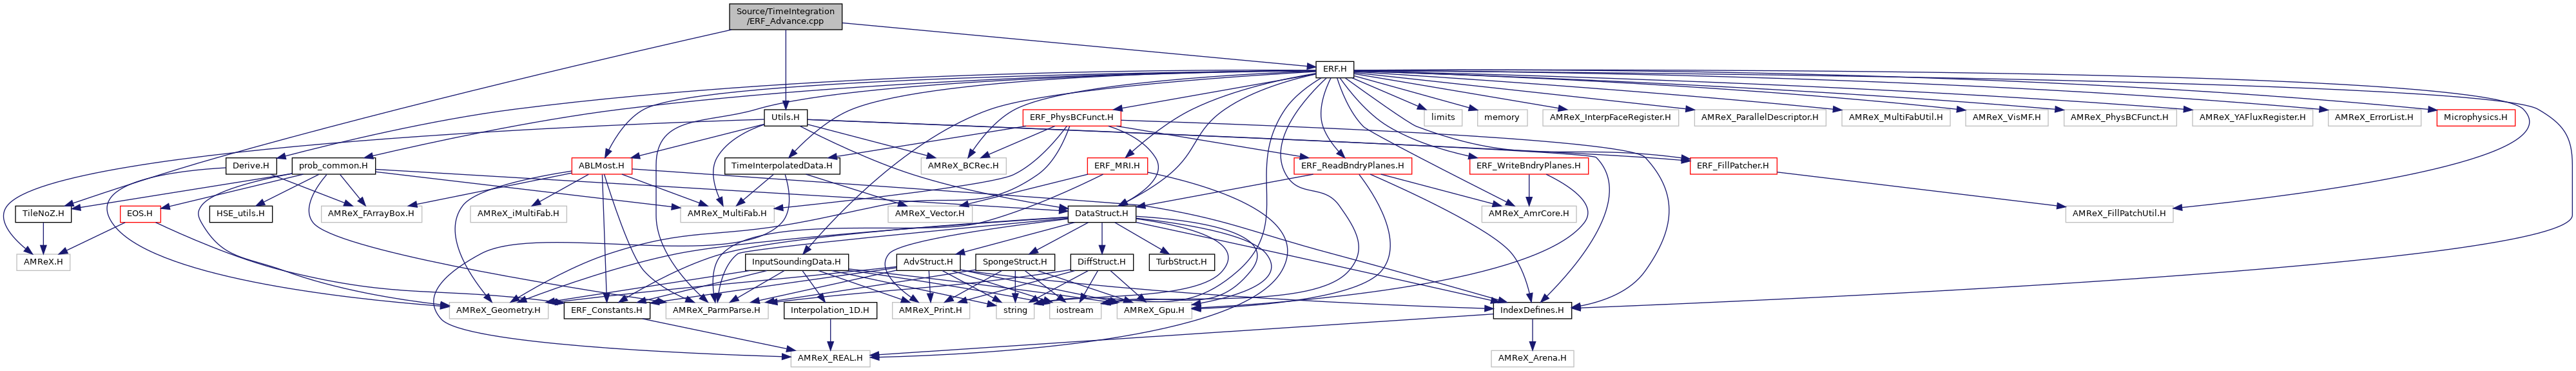 Source/TimeIntegration
/ERF_Advance.cpp
ERF.H
Utils.H
ERF_PhysBCFunct.H
limits
memory
AMReX_InterpFaceRegister.H
AMReX_ParallelDescriptor.H
AMReX_MultiFabUtil.H
AMReX_VisMF.H
AMReX_PhysBCFunct.H
AMReX_YAFluxRegister.H
AMReX_ErrorList.H
Microphysics.H
Derive.H
prob_common.H
ABLMost.H
TimeInterpolatedData.H
AMReX_BCRec.H
ERF_MRI.H
ERF_ReadBndryPlanes.H
ERF_WriteBndryPlanes.H
ERF_FillPatcher.H
TileNoZ.H
EOS.H
HSE_utils.H
AMReX_FArrayBox.H
AMReX_iMultiFab.H
AMReX_MultiFab.H
AMReX_Vector.H
DataStruct.H
AMReX_AmrCore.H
AMReX_FillPatchUtil.H
AMReX.H
InputSoundingData.H
AdvStruct.H
SpongeStruct.H
DiffStruct.H
TurbStruct.H
AMReX_Geometry.H
ERF_Constants.H
AMReX_ParmParse.H
Interpolation_1D.H
AMReX_Print.H
string
iostream
AMReX_Gpu.H
IndexDefines.H
AMReX_REAL.H
AMReX_Arena.H